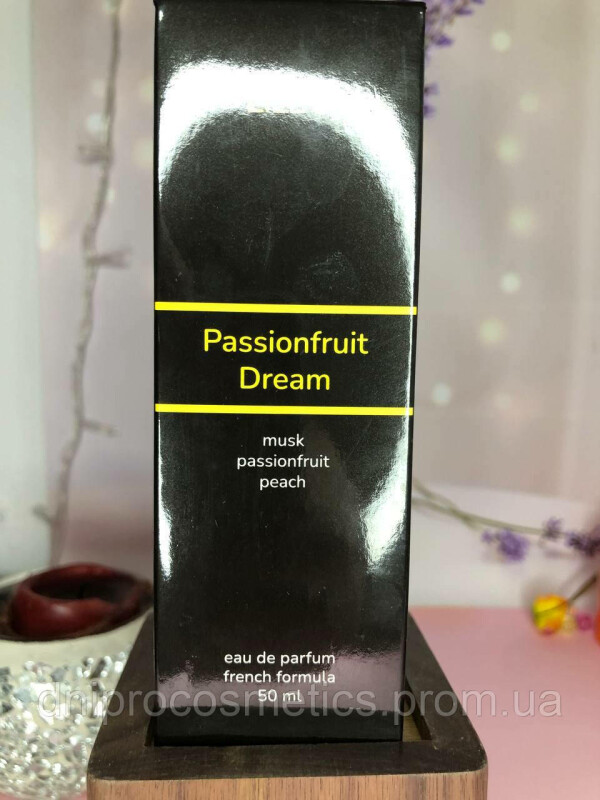 Passionfruit
Dream
musk
passionfruit
peach
eau de parfum
french formula
50 ml
dniprocosmetics.prom.ua